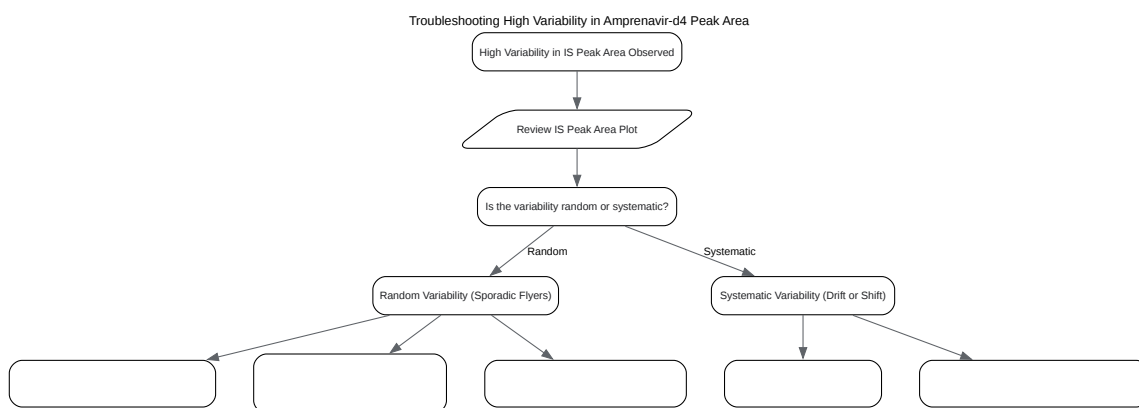 Troubleshooting High Variability in Amprenavir-d4 Peak Area
High Variability in IS Peak Area Observed
Review IS Peak Area Plot
Is the variability random or systematic?
Random
Systematic
Random Variability (Sporadic Flyers)
Systematic Variability (Drift or Shift)